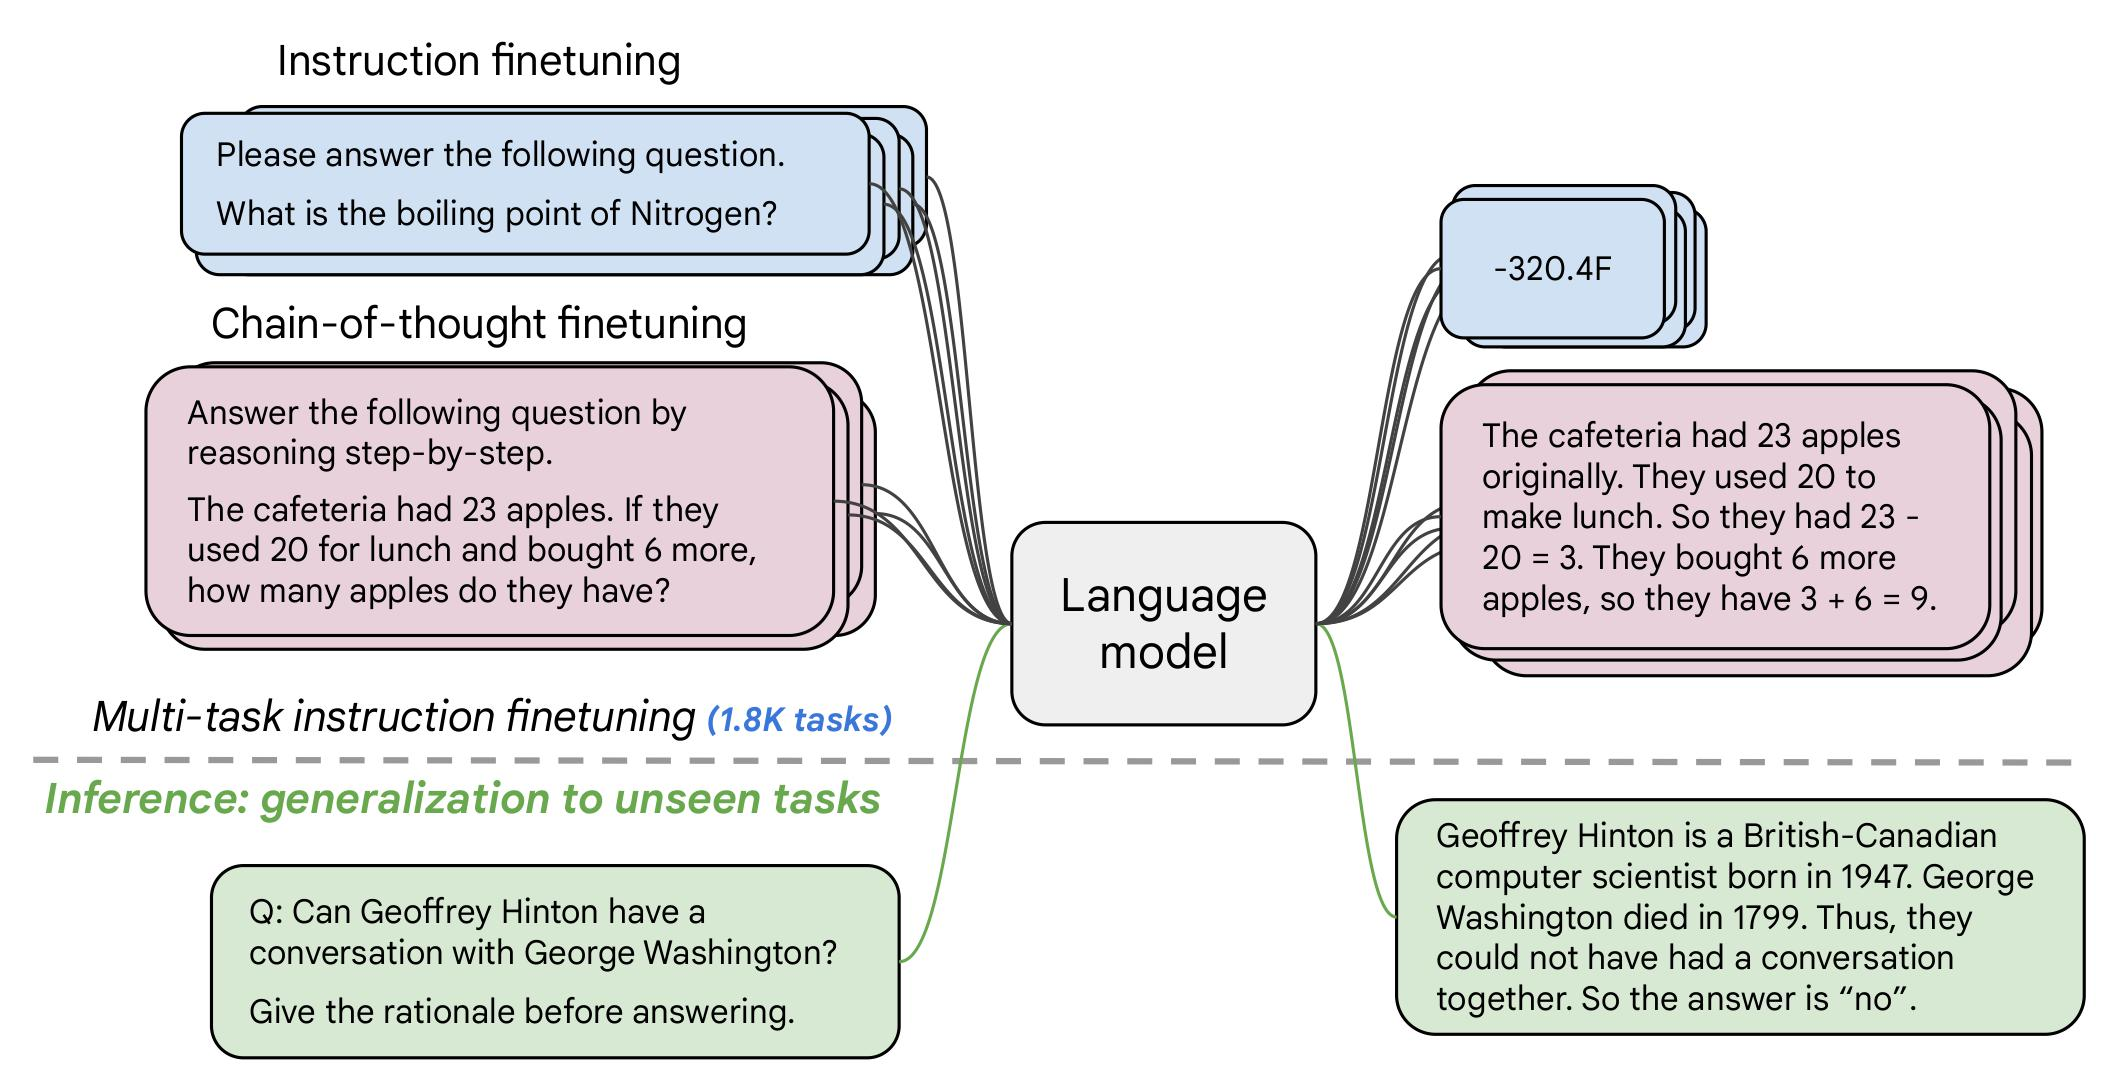 Instruction finetuning
Please answer the following question.
What is the boiling point of Nitrogen?
Chain-of-thought finetuning
Answer the following question by
reasoning step-by-step.
The cafeteria had 23 apples. If they
used 20 for lunch and bought 6 more,
how many apples do they have?
Multi-task instruction finetuning (1.8K tasks)
Inference: generalization to unseen tasks
Q: Can Geoffrey Hinton have a
conversation with George Washington?
Give the rationale before answering.
Language
model
-320.4F
The cafeteria had 23 apples
originally. They used 20 to
make lunch. So they had 23 -
20 = 3. They bought 6 more
apples, so they have 3 + 6 = 9.
Geoffrey Hinton is a British-Canadian
computer scientist born in 1947. George
Washington died in 1799. Thus, they
could not have had a conversation
together. So the answer is “no”.